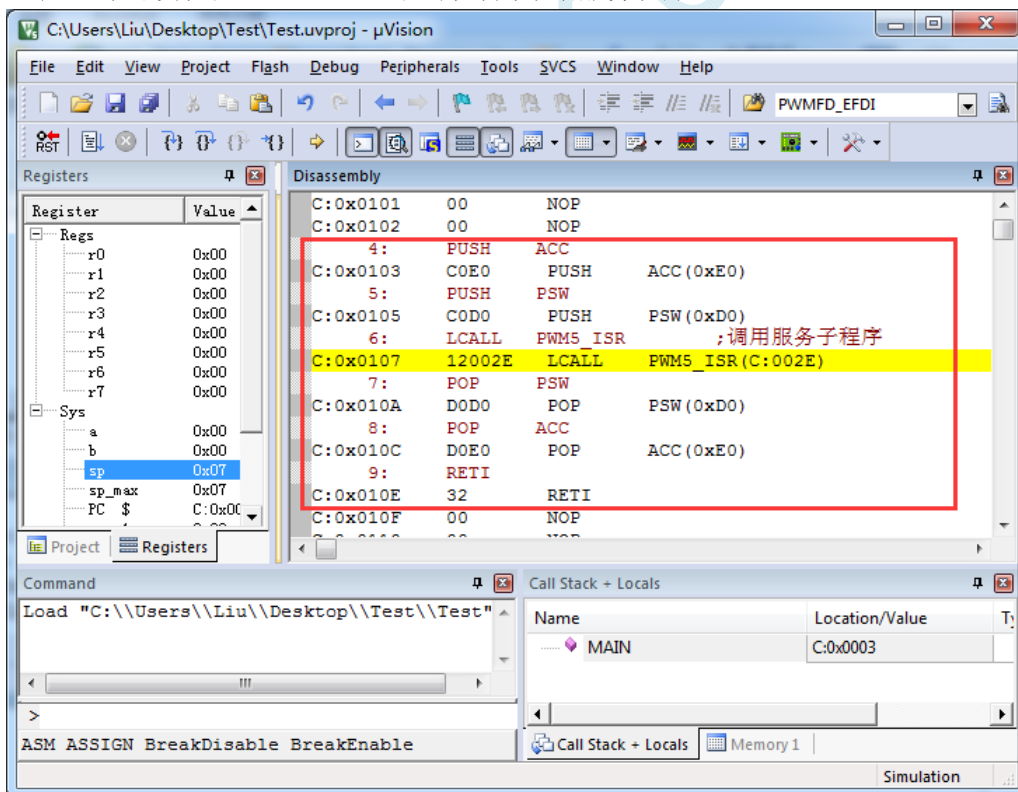 C:\Users\Liu\Desktop\Test\Test.uvproj - µVision
File Edit View Project Flash Debug Peripherals Tools SVCS Window Help
PWMFD_EFDI
RST
Registers
Register Value
Regs
r0 0x00
r1 0x00
r2 0x00
r3 0x00
r4 0x00
r5 0x00
r6 0x00
r7 0x00
Sys
a 0x00
b 0x00
sp 0x07
sp_max 0x07
PC $ C:0x00
Project Registers
Disassembly
C:0x0101 00 NOP
C:0x0102 00 NOP
4: PUSH ACC
C:0x0103 C0E0 PUSH ACC(0xE0)
5: PUSH PSW
C:0x0105 C0D0 PUSH PSW(0xD0)
6: LCALL PWM5_ISR ;调用服务子程序
C:0x0107 12002E LCALL PWM5_ISR(C:002E)
7: POP PSW
C:0x010A D0D0 POP PSW(0xD0)
8: POP ACC
C:0x010C D0E0 POP ACC(0xE0)
9: RETI
C:0x010E 32 RETI
C:0x010F 00 NOP
Command
Load "C:\\Users\\Liu\\Desktop\\Test\\Test"
>
ASM ASSIGN BreakDisable BreakEnable
Call Stack + Locals
Name Location/Value
MAIN C:0x0003
Call Stack + Locals Memory 1
Simulation